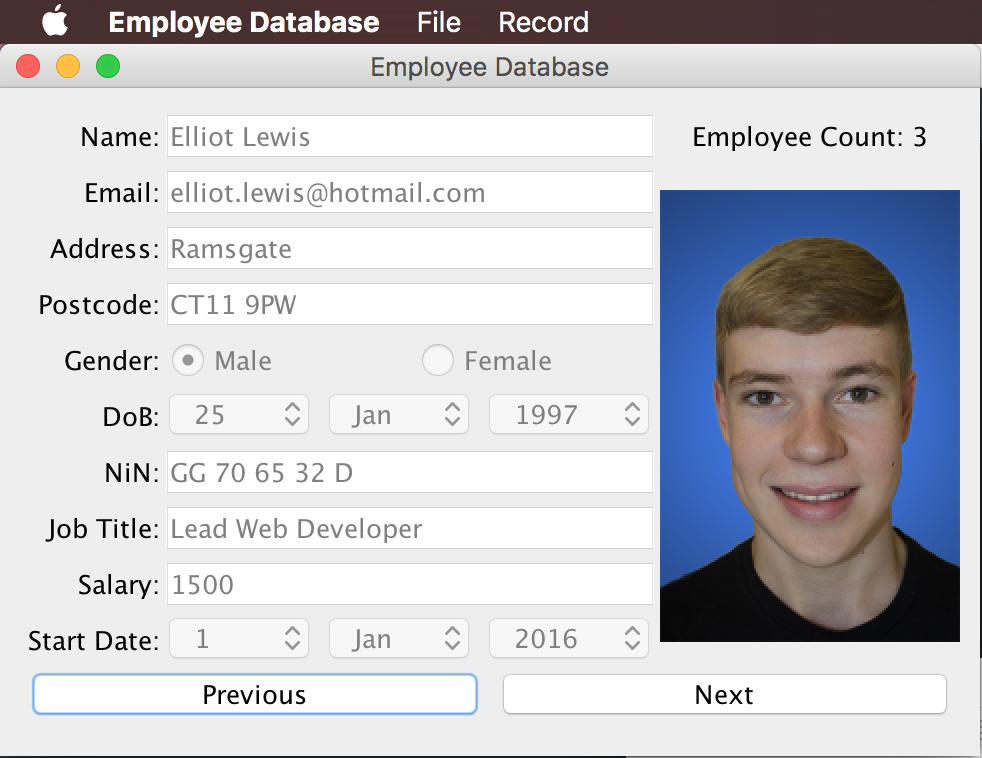 Employee Database File Record
Employee Database
Name: Elliot Lewis Employee Count: 3
Email: elliot.lewis@hotmail.com
Address: Ramsgate
Postcode: CT11 9PW
Gender: Male Female
DoB: 25 Jan 1997
NiN: GG 70 65 32 D
Job Title: Lead Web Developer
Salary: 1500
Start Date: 1 Jan 2016
Previous Next